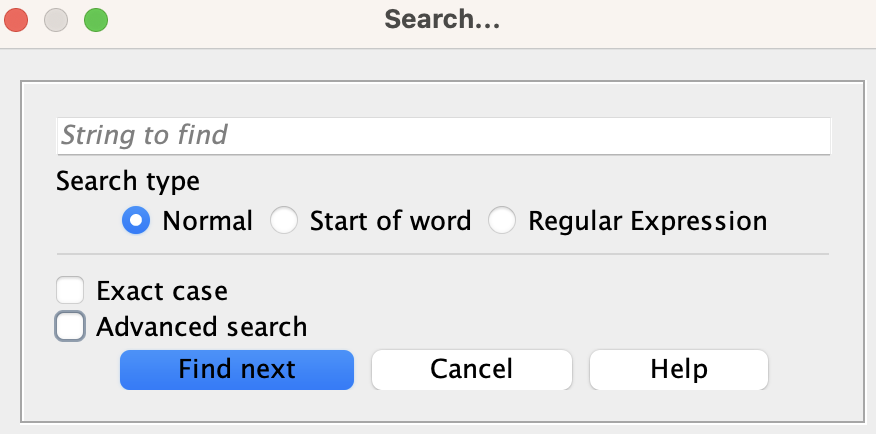 Search...
String to find
Search type
Normal Start of word Regular Expression
Exact case
Advanced search
Find next Cancel Help